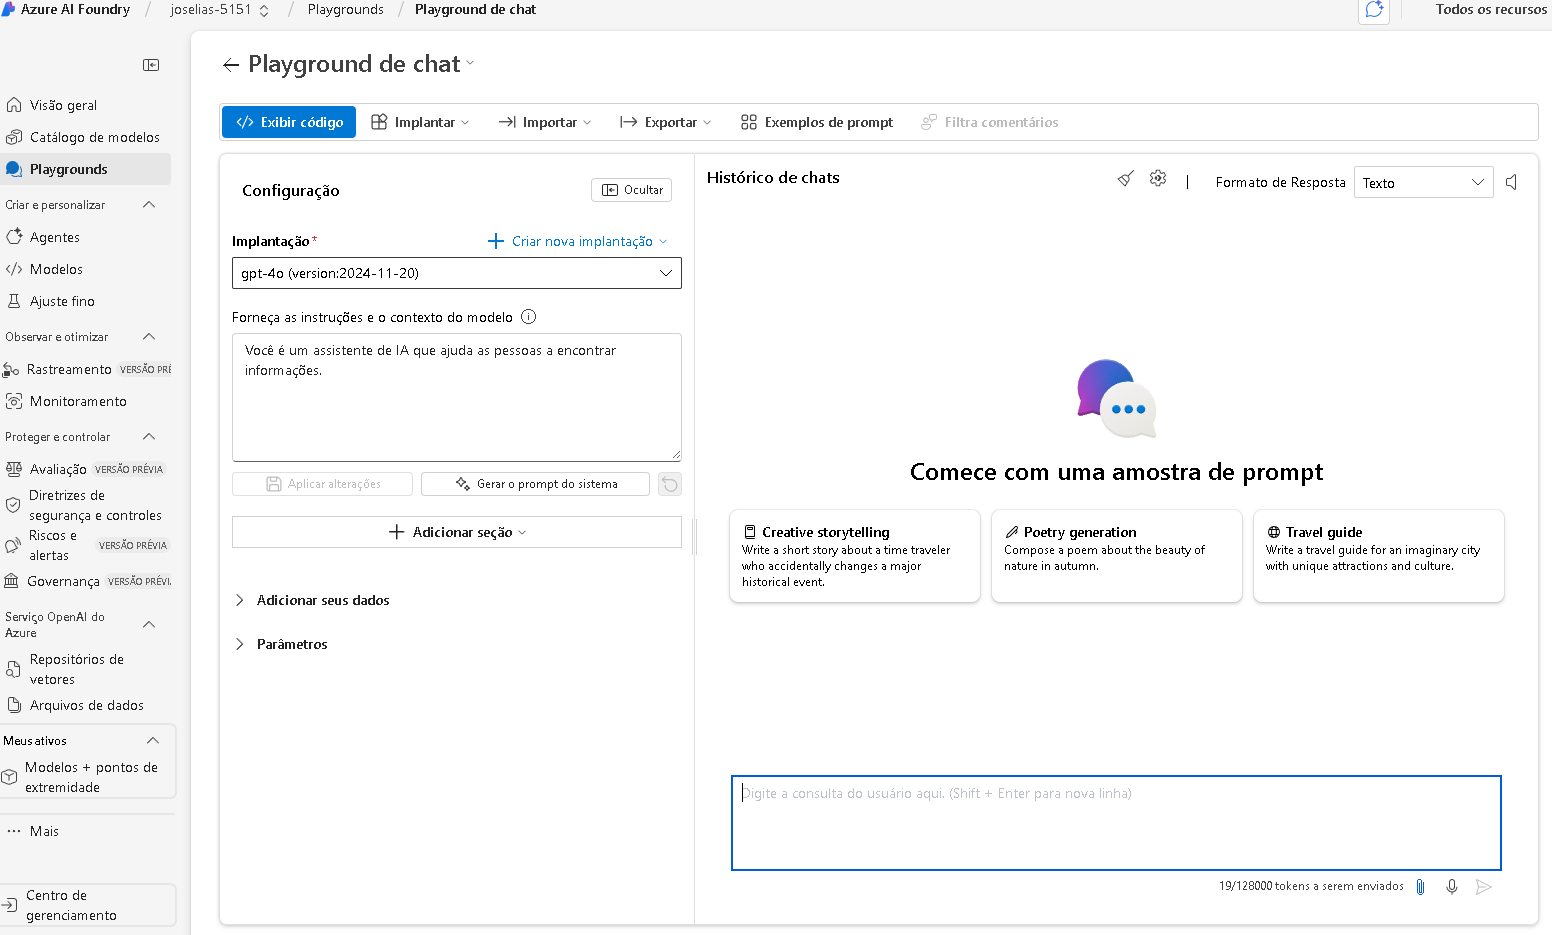 Azure AI Foundry / joselias-5151 / Playgrounds / Playground de chat
Todos os recursos
Visão geral
Catálogo de modelos
Playgrounds
Criar e personalizar
Agentes
Modelos
Ajuste fino
Observar e otimizar
Rastreamento VERSÃO PRÉ
Monitoramento
Proteger e controlar
Avaliação VERSÃO PRÉVIA
Diretrizes de
segurança e controles
Riscos e
alertas VERSÃO PRÉVIA
Governança VERSÃO PRÉVI
Serviço OpenAI do
Azure
Repositórios de
vetores
Arquivos de dados
Meus ativos
Modelos + pontos de
extremidade
Mais
Centro de
gerenciamento
Playground de chat
Exibir código
Implantar
Importar
Exportar
Exemplos de prompt
Filtra comentários
Configuração
Ocultar
Implantação*
Criar nova implantação
gpt-4o (version:2024-11-20)
Forneça as instruções e o contexto do modelo
Você é um assistente de IA que ajuda as pessoas a encontrar
informações.
Aplicar alterações
Gerar o prompt do sistema
Adicionar seção
Adicionar seus dados
Parâmetros
Histórico de chats
Formato de Resposta
Texto
Comece com uma amostra de prompt
Creative storytelling
Write a short story about a time traveler
who accidentally changes a major
historical event.
Poetry generation
Compose a poem about the beauty of
nature in autumn.
Travel guide
Write a travel guide for an imaginary city
with unique attractions and culture.
Digite a consulta do usuário aqui. (Shift + Enter para nova linha)
19/128000 tokens a serem enviados